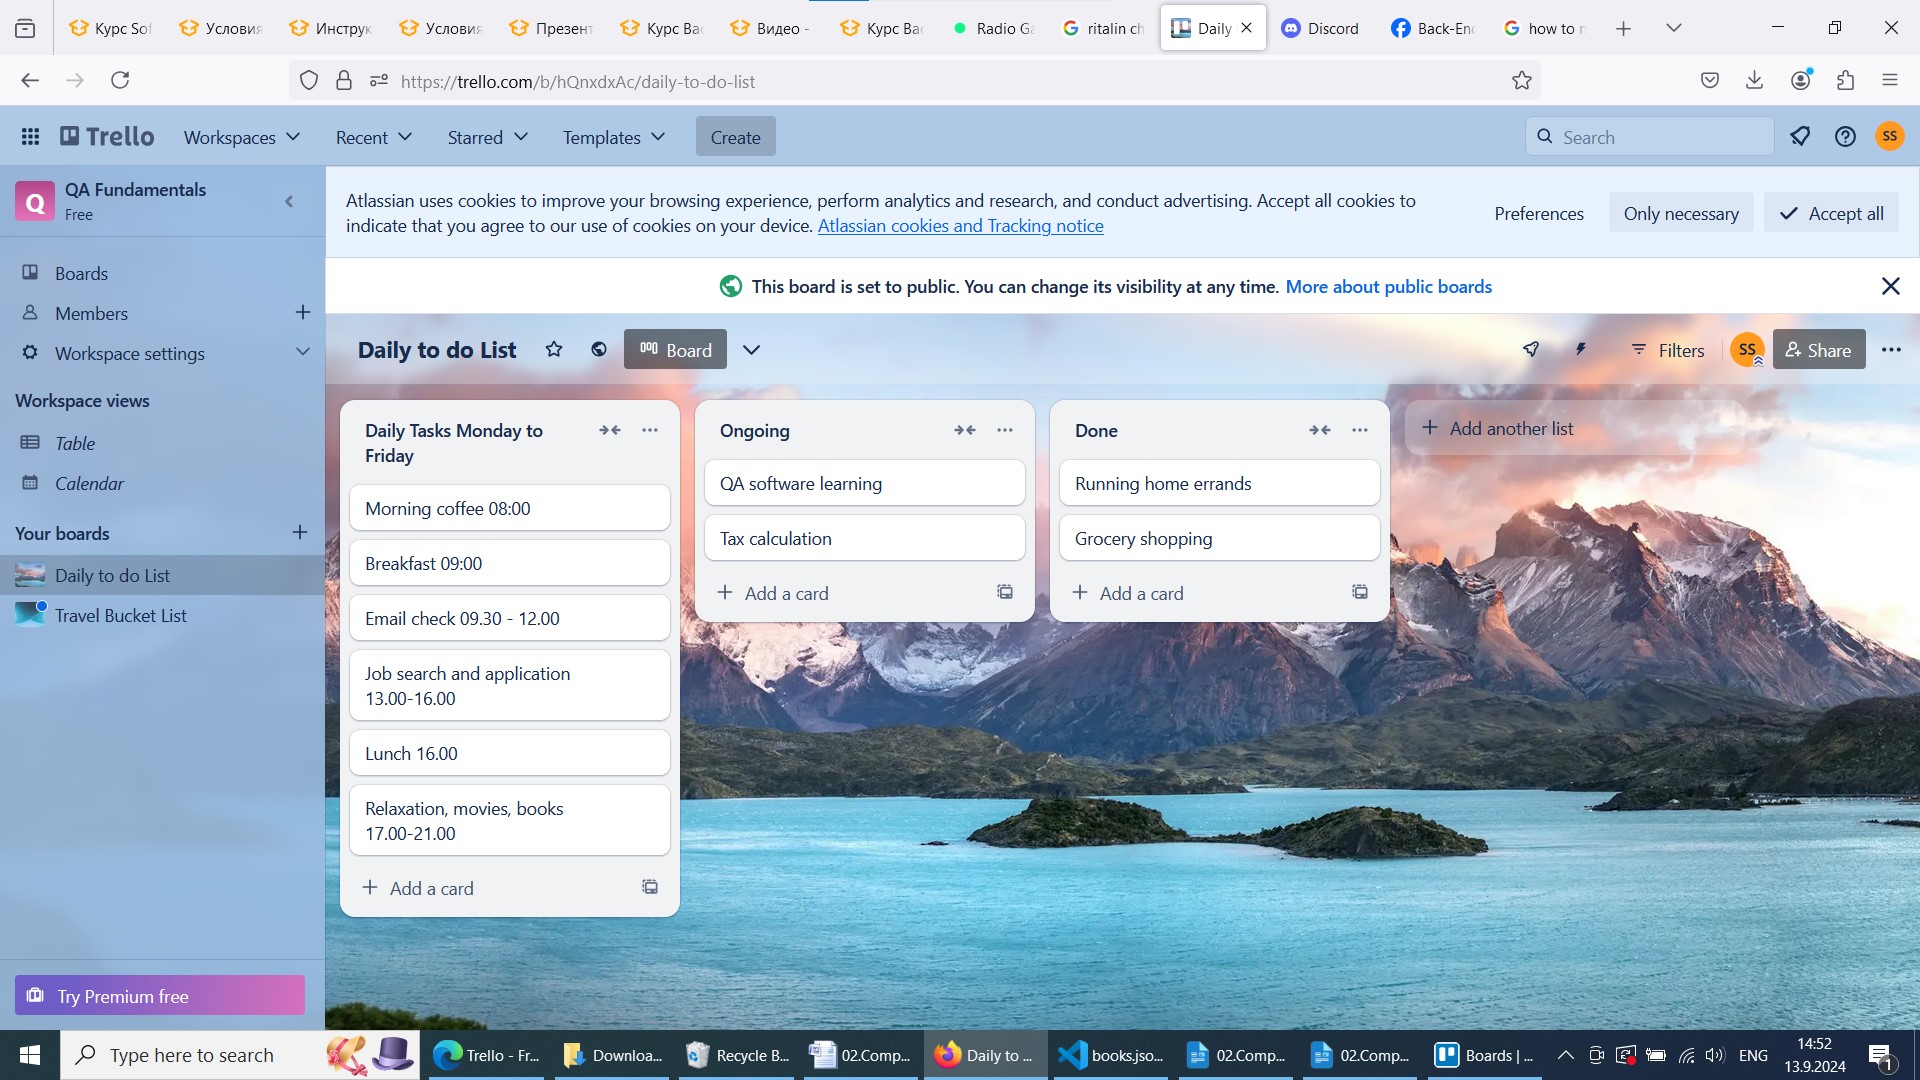 Курс Sof
Условия
Инструк
Условия
Презент
Курс Bac
Видео -
Курс Bac
Radio Ga
ritalin ch
Daily
Discord
Back-End
how to n
https://trello.com/b/hQnxdxAc/daily-to-do-list
Trello
Workspaces
Recent
Starred
Templates
Create
Search
SS
Q
QA Fundamentals
Free
Boards
Members
Workspace settings
Workspace views
Table
Calendar
Your boards
Daily to do List
Travel Bucket List
Try Premium free
Atlassian uses cookies to improve your browsing experience, perform analytics and research, and conduct advertising. Accept all cookies to
indicate that you agree to our use of cookies on your device. Atlassian cookies and Tracking notice
Preferences
Only necessary
Accept all
This board is set to public. You can change its visibility at any time. More about public boards
Daily to do List
Board
Filters
SS
Share
Daily Tasks Monday to
Friday
Morning coffee 08:00
Breakfast 09:00
Email check 09.30 - 12.00
Job search and application
13.00-16.00
Lunch 16.00
Relaxation, movies, books
17.00-21.00
Add a card
Ongoing
QA software learning
Tax calculation
Add a card
Done
Running home errands
Grocery shopping
Add a card
Add another list
Type here to search
Trello - Fr...
Downloa...
Recycle B...
02.Comp...
Daily to ...
books.jso...
02.Comp...
02.Comp...
Boards | ...
ENG
14:52
13.9.2024
1